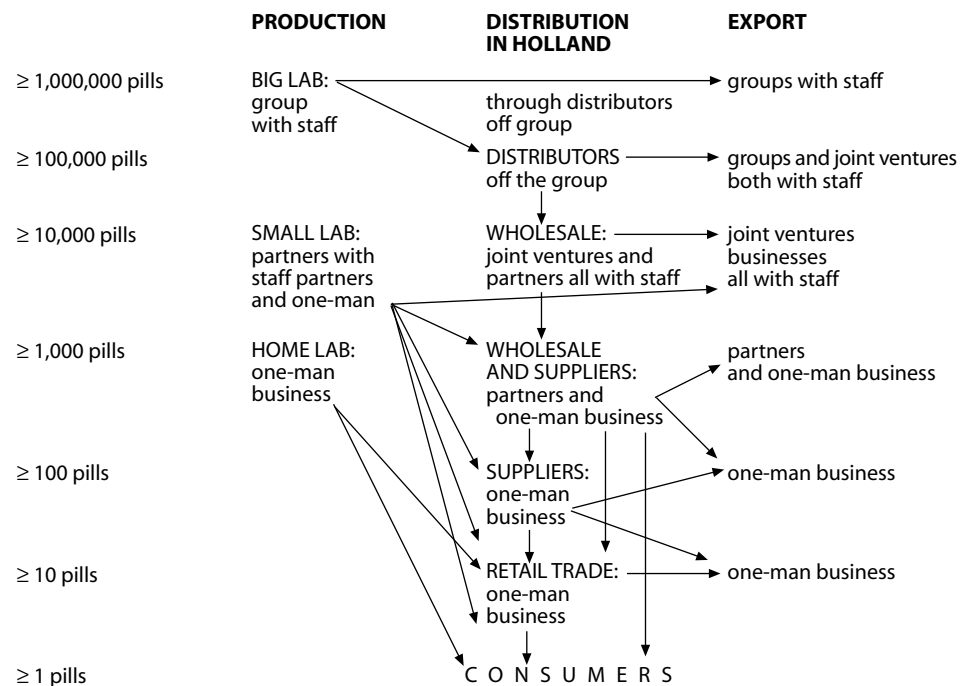 PRODUCTION
DISTRIBUTION
IN HOLLAND
EXPORT
≥ 1,000,000 pills
BIG LAB:
group
with staff
through distributors
off group
groups with staff
≥ 100,000 pills
DISTRIBUTORS
off the group
groups and joint ventures
both with staff
≥ 10,000 pills
SMALL LAB:
partners with
staff partners
and one-man
WHOLESALE:
joint ventures and
partners all with staff
joint ventures
businesses
all with staff
≥ 1,000 pills
HOME LAB:
one-man
business
WHOLESALE
AND SUPPLIERS:
partners and
one-man business
partners
and one-man business
≥ 100 pills
SUPPLIERS:
one-man
business
one-man business
≥ 10 pills
RETAIL TRADE:
one-man
business
one-man business
≥ 1 pills
C O N S U M E R S